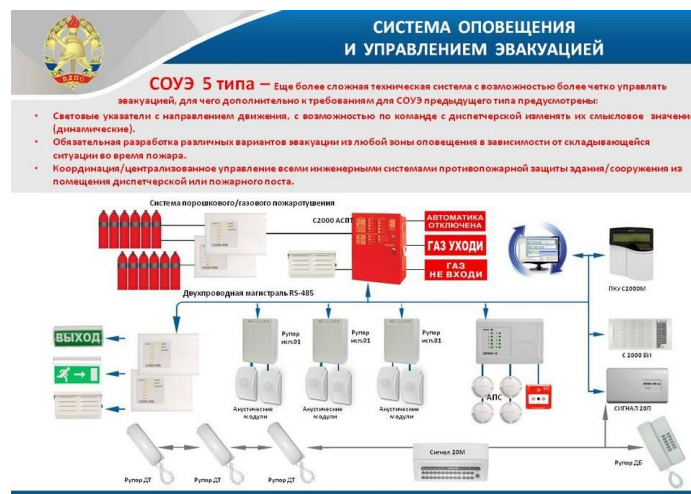 СИСТЕМА ОПОВЕЩЕНИЯ
И УПРАВЛЕНИЕМ ЭВАКУАЦИЕЙ
ВДПО
СОУЭ 5 типа – Еще более сложная техническая система с возможностью более четко управлять
эвакуацией, для чего дополнительно к требованиям для СОУЭ предыдущего типа предусмотрены:
• Световые указатели с направлением движения, с возможностью по команде с диспетчерской изменять их смысловое значени
(динамические).
• Обязательная разработка различных вариантов эвакуации из любой зоны оповещения в зависимости от складывающейся
ситуации во время пожара.
• Координация/централизованное управление всеми инженерными системами противопожарной защиты здания/сооружения из
помещения диспетчерской или пожарного поста.
Система порошкового/газового пожаротушения
С2000 АСПТ
АВТОМАТИКА
ОТКЛЮЧЕНА
ГАЗ УХОДИ
ГАЗ
НЕ ВХОДИ
ПКУ С2000М
Двухпроводная магистраль RS-485
ВЫХОД
Рупор
исп.01
Рупор
исп.01
Рупор
исп.01
С 2000 БИ
АПС
СИГНАЛ 20П
Акустические
модули
Акустические
модули
Акустические
модули
Сигнал 20М
Рупор ДТ
Рупор ДТ
Рупор ДТ
Рупор ДБ